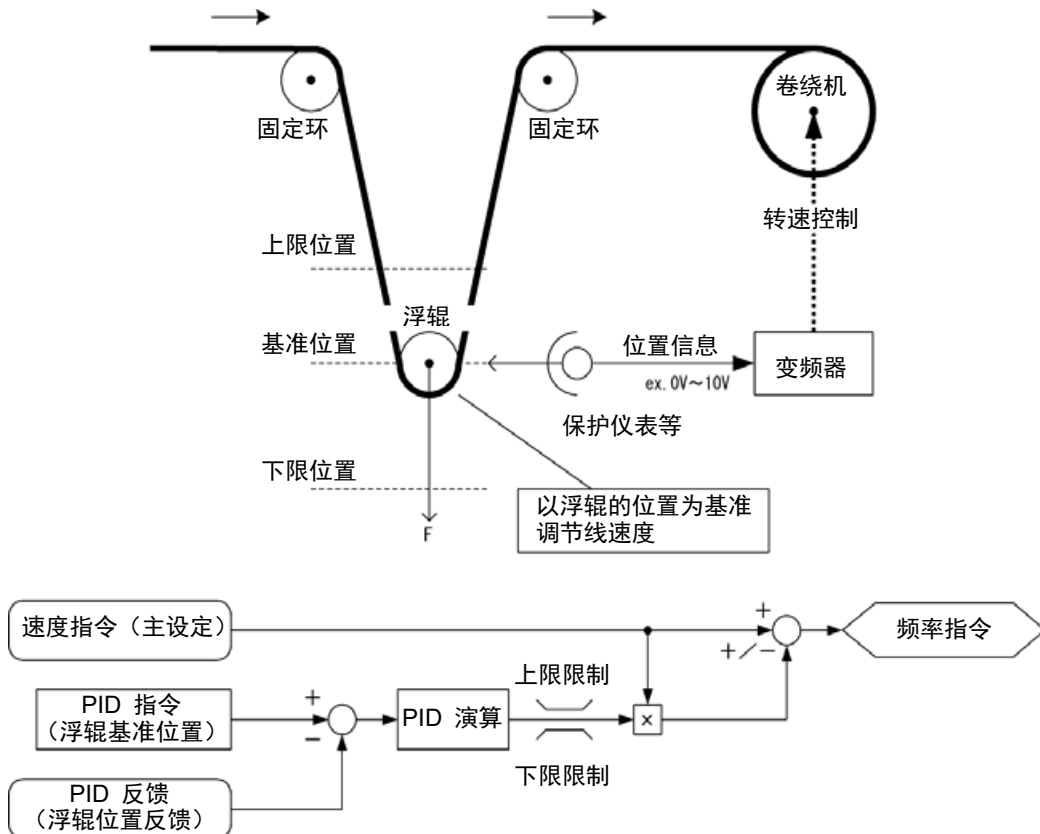 卷绕机
固定环
固定环
转速控制
上限位置
浮辊
基准位置
位置信息
变频器
ex. 0V～10V
保护仪表等
下限位置
以浮辊的位置为基准
调节线速度
F
速度指令（主设定）
+
+／−
频率指令
上限限制
PID 指令
（浮辊基准位置）
+
−
PID 演算
×
下限限制
PID 反馈
（浮辊位置反馈）